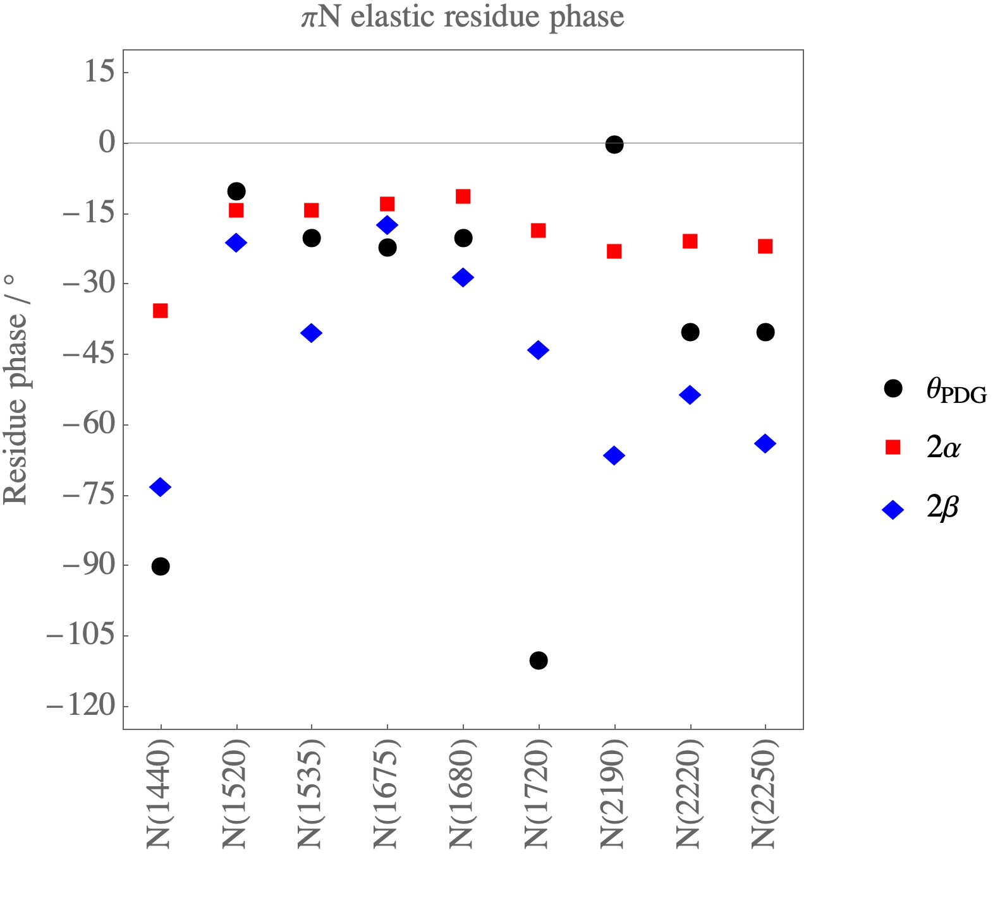 πN elastic residue phase
Residue phase / °
15
0
−15
−30
−45
−60
−75
−90
−105
−120
N(1440)
N(1520)
N(1535)
N(1675)
N(1680)
N(1720)
N(2190)
N(2220)
N(2250)
θPDG
2α
2β